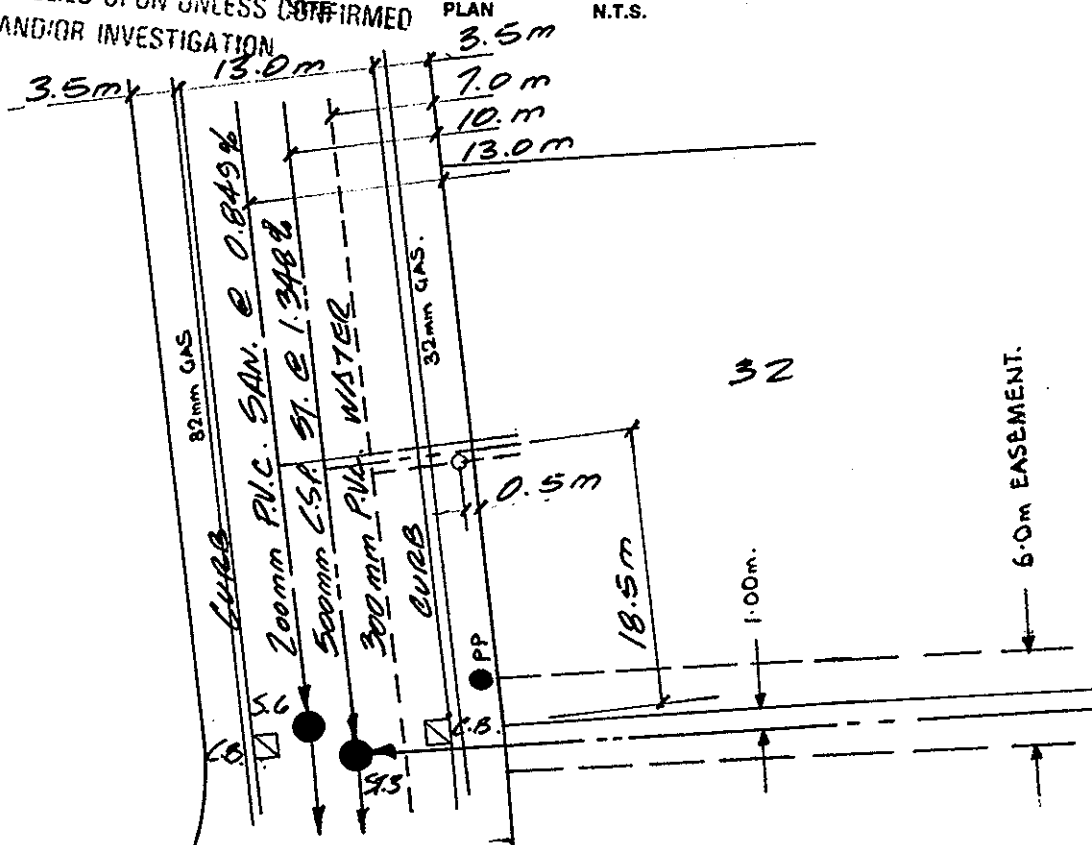 UPON UNLESS CONFIRMED
AND/OR INVESTIGATION
PLAN
N.T.S.
3.5m
13.0m
3.5m
7.0m
10.m
13.0m
82mm GAS
CURB
200mm P.V.C. SAN. @ 0.849%
500mm C.S.P. ST. @ 1.348%
300mm P.V.C. WATER
CURB
32mm GAS.
32
0.5m
18.5m
1.00m.
6.0m EASEMENT.
PP
S.6
C.B.
C.B.
ST.3